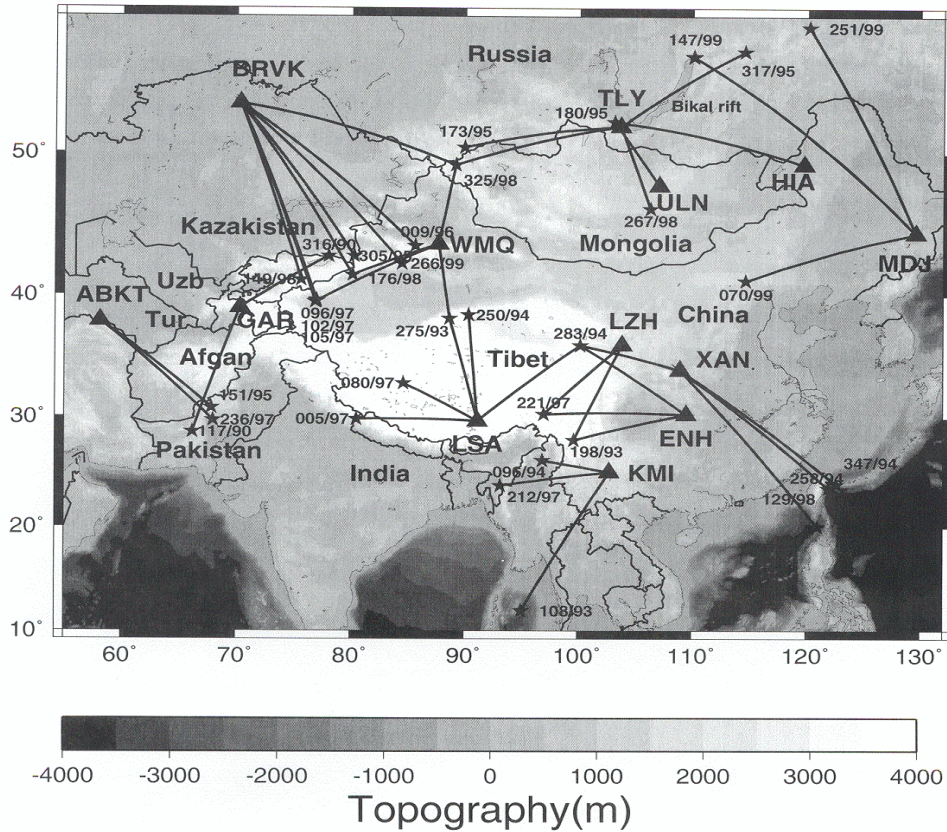 251/99
147/99
Russia
317/95
BRVK
TLY
180/95
Bikal rift
173/95
50°
325/98
HIA
ULN
267/98
Kazakistan
009/96
316/90
WMQ
Mongolia
266/99
176/98
MDJ
Uzb
070/99
ABKT
40°
GAR
096/97
102/97
105/97
250/94
275/93
LZH
China
283/94
Tur
Afgan
Tibet
XAN
080/97
151/95
221/97
30°
236/97
005/97
117/90
LSA
ENH
Pakistan
198/93
India
096/94
KMI
347/94
258/94
212/97
129/98
20°
108/93
10°
60° 70° 80° 90° 100° 110° 120° 130°
-4000 -3000 -2000 -1000 0 1000 2000 3000 4000
Topography(m)